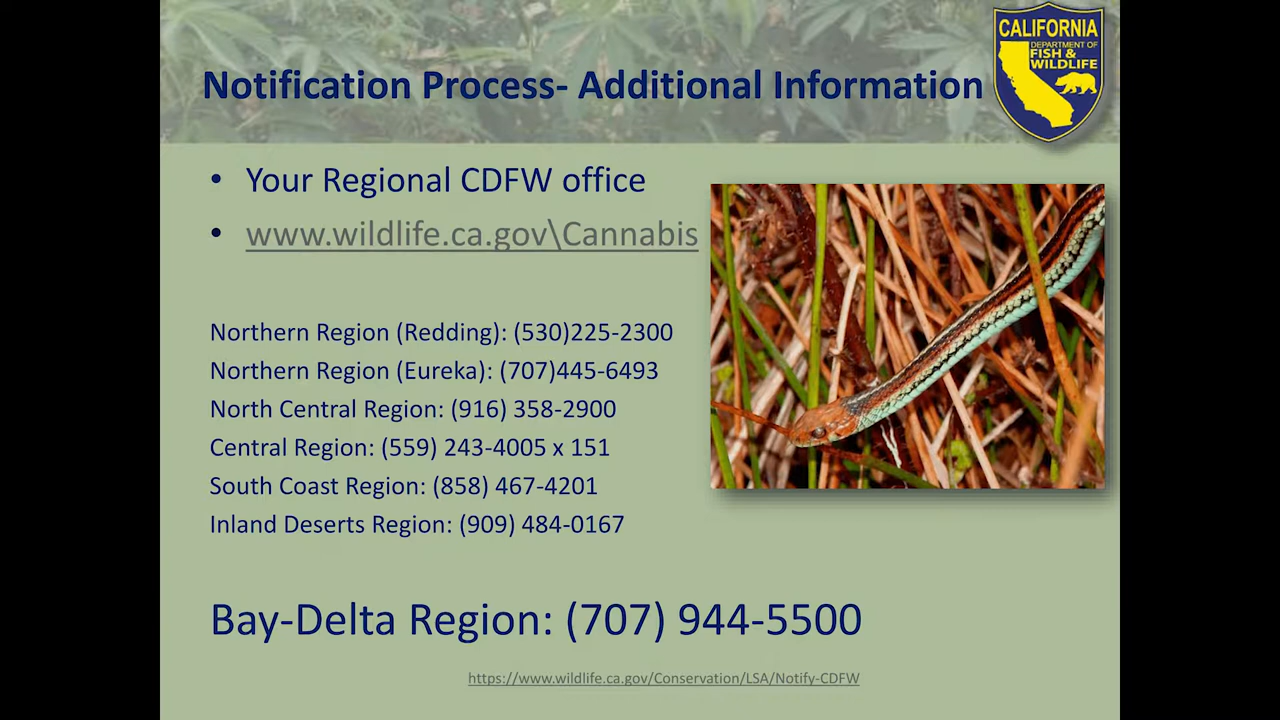 CALIFORNIA
DEPARTMENT OF
FISH &
WILDLIFE
Notification Process- Additional Information
• Your Regional CDFW office
• www.wildlife.ca.gov\Cannabis
Northern Region (Redding): (530)225-2300
Northern Region (Eureka): (707)445-6493
North Central Region: (916) 358-2900
Central Region: (559) 243-4005 x 151
South Coast Region: (858) 467-4201
Inland Deserts Region: (909) 484-0167
Bay-Delta Region: (707) 944-5500
https://www.wildlife.ca.gov/Conservation/LSA/Notify-CDFW